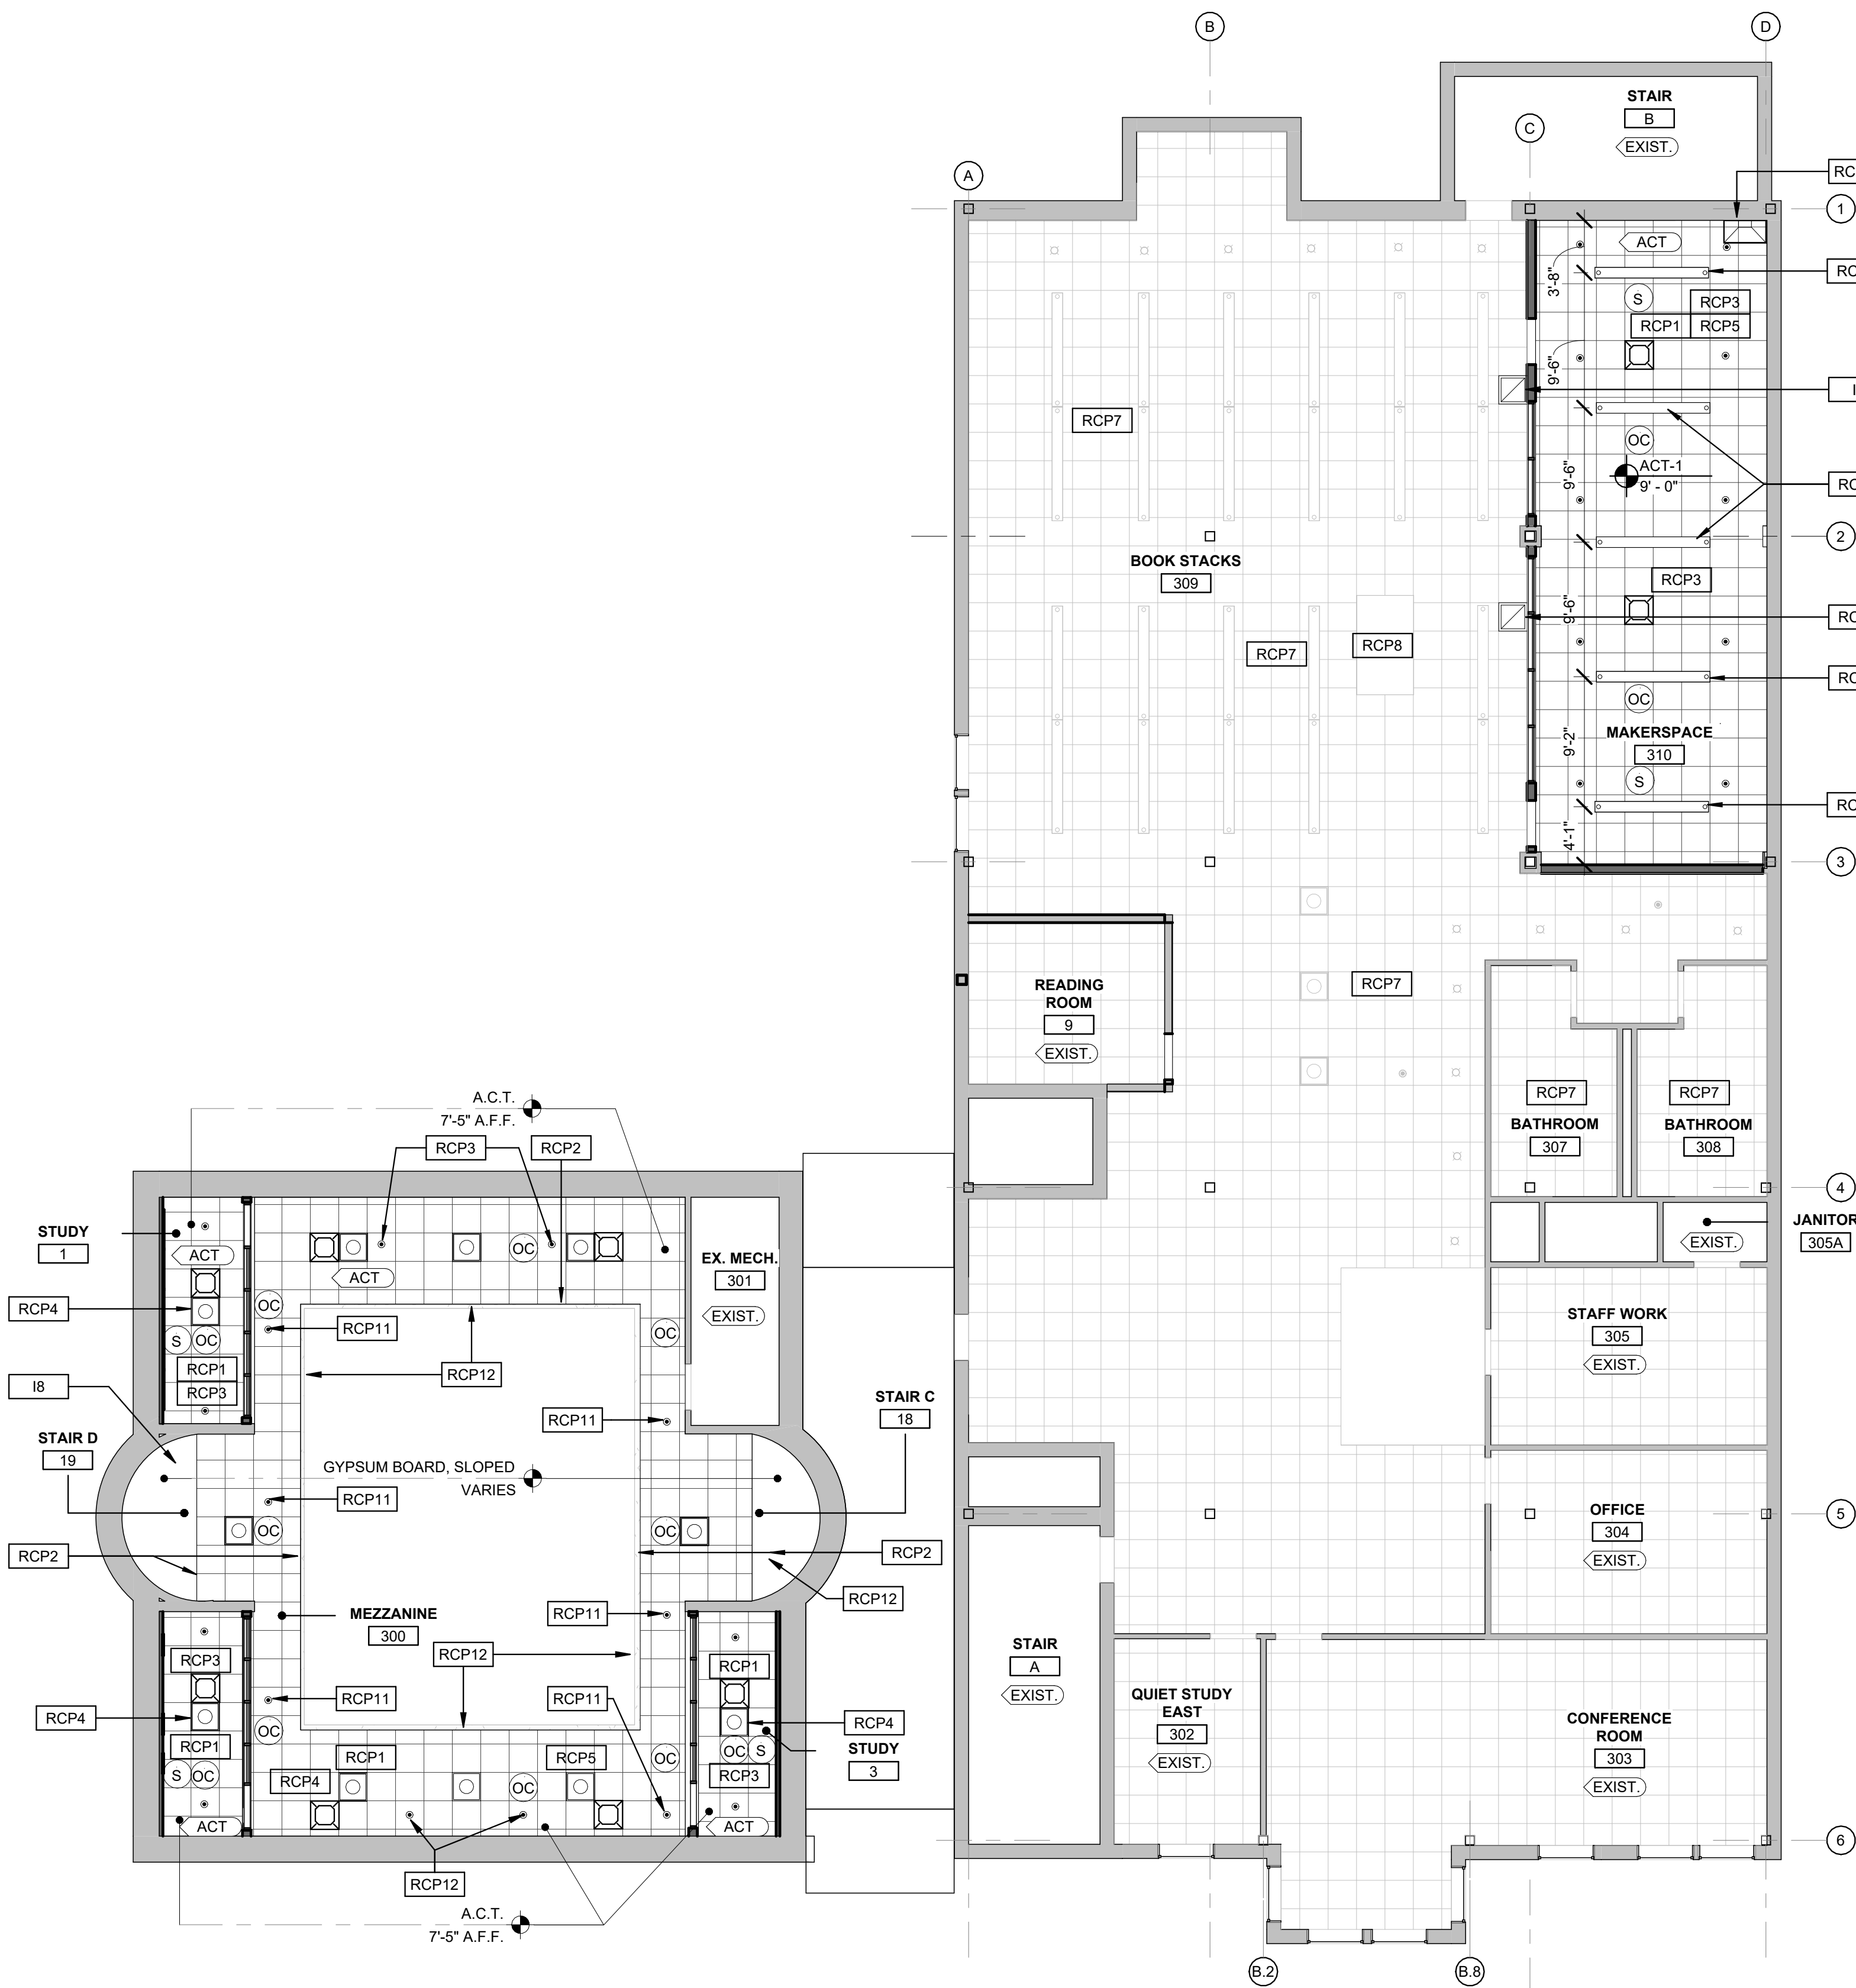 B
D
C
A
STAIR
B
EXIST.
RC
1
ACT
RC
3'-8"
S
RCP3
RCP1
RCP5
9'-6"
I
RCP7
OC
ACT-1
9' - 0"
9'-6"
RC
2
BOOK STACKS
309
RCP3
9'-6"
RC
RCP8
RCP7
RC
OC
MAKERSPACE
310
9'-2"
S
RC
4'-1"
3
READING
ROOM
9
EXIST.
RCP7
RCP7
RCP7
BATHROOM
307
BATHROOM
308
4
JANITOR
305A
EXIST.
A.C.T.
7'-5" A.F.F.
RCP3
RCP2
STUDY
1
ACT
OC
ACT
EX. MECH.
301
EXIST.
RCP4
OC
RCP11
OC
S
OC
RCP1
RCP3
RCP12
I8
RCP11
STAIR C
18
STAIR D
19
GYPSUM BOARD, SLOPED
VARIES
RCP11
OC
OC
RCP2
RCP2
RCP12
STAFF WORK
305
EXIST.
OFFICE
304
EXIST.
5
MEZZANINE
300
RCP11
RCP12
RCP3
RCP1
RCP4
RCP11
RCP11
RCP4
STUDY
3
RCP1
OC
RCP1
RCP5
OC
OC
S
S
OC
RCP4
OC
RCP3
ACT
ACT
RCP12
A.C.T.
7'-5" A.F.F.
STAIR
A
EXIST.
QUIET STUDY
EAST
302
EXIST.
CONFERENCE
ROOM
303
EXIST.
6
B.2
B.8